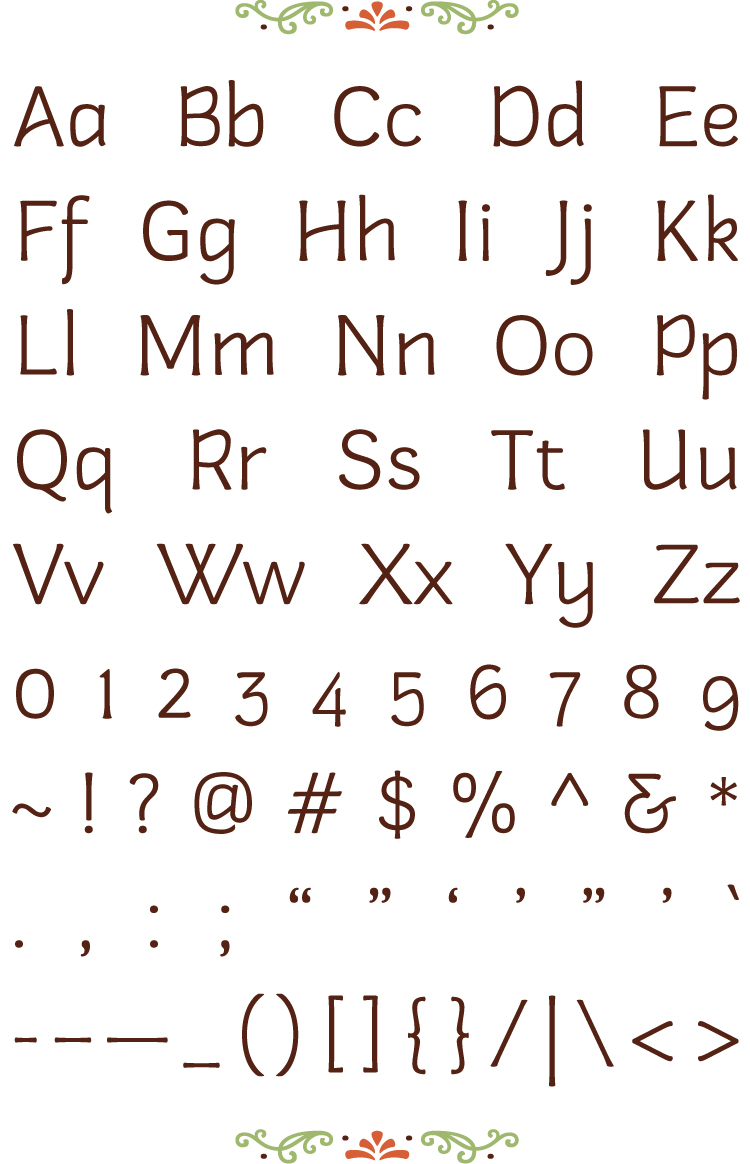 Aa Bb Cc Dd Ee
Ff Gg Hh Ii Jj Kk
Ll Mm Nn Oo Pp
Qq Rr Ss Tt Uu
Vv Ww Xx Yy Zz
0 1 2 3 4 5 6 7 8 9
~ ! ? @ # $ % ^ & *
. , : ; “ ” ‘ ’ ” ’ `
- – — _ ( ) [ ] { } / | \ < >